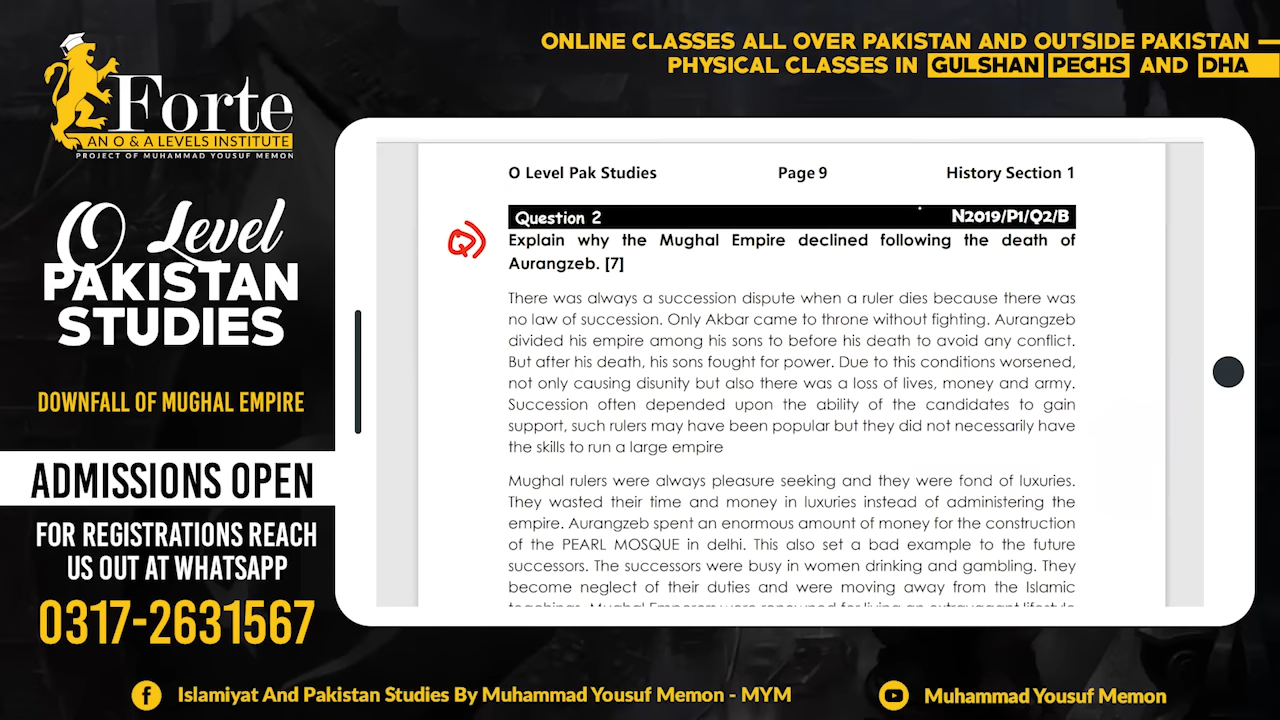 ONLINE CLASSES ALL OVER PAKISTAN AND OUTSIDE PAKISTAN
PHYSICAL CLASSES IN GULSHAN PECHS AND DHA
Forte
AN O & A LEVELS INSTITUTE
PROJECT OF MUHAMMAD YOUSUF MEMON
O Level
PAKISTAN
STUDIES
DOWNFALL OF MUGHAL EMPIRE
ADMISSIONS OPEN
FOR REGISTRATIONS REACH
US OUT AT WHATSAPP
0317-2631567
O Level Pak Studies Page 9 History Section 1
Question 2 N2019/P1/Q2/B
Q)
Explain why the Mughal Empire declined following the death of
Aurangzeb. [7]
There was always a succession dispute when a ruler dies because there was
no law of succession. Only Akbar came to throne without fighting. Aurangzeb
divided his empire among his sons to before his death to avoid any conflict.
But after his death, his sons fought for power. Due to this conditions worsened,
not only causing disunity but also there was a loss of lives, money and army.
Succession often depended upon the ability of the candidates to gain
support, such rulers may have been popular but they did not necessarily have
the skills to run a large empire
Mughal rulers were always pleasure seeking and they were fond of luxuries.
They wasted their time and money in luxuries instead of administering the
empire. Aurangzeb spent an enormous amount of money for the construction
of the PEARL MOSQUE in delhi. This also set a bad example to the future
successors. The successors were busy in women drinking and gambling. They
become neglect of their duties and were moving away from the Islamic
teachings. Mughal Emperors were renowned for living an extravagant lifestyle
Islamiyat And Pakistan Studies By Muhammad Yousuf Memon - MYM
Muhammad Yousuf Memon